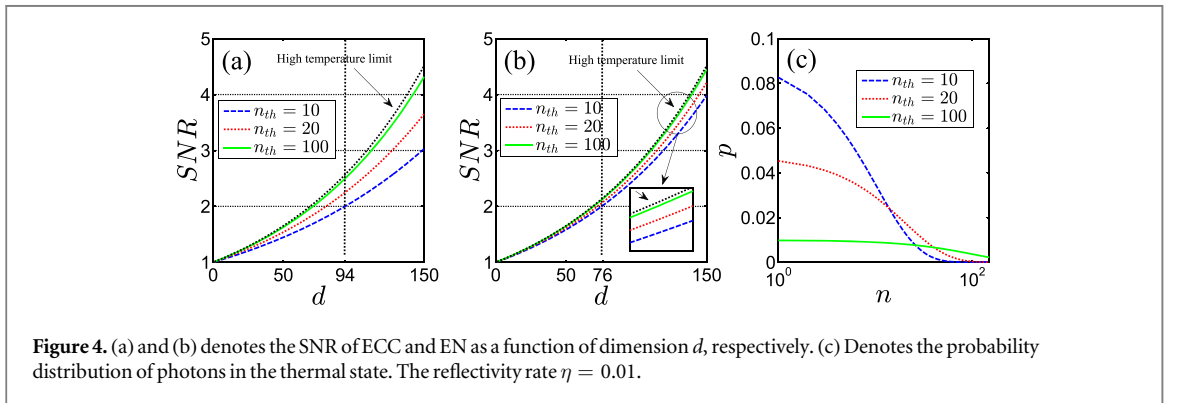 (a)
High temperature limit
n_th = 10
n_th = 20
n_th = 100
SNR
5
4
3
2
1
0
50
94
150
d
(b)
High temperature limit
n_th = 10
n_th = 20
n_th = 100
SNR
5
4
3
2
1
0
50
76
150
d
(c)
n_th = 10
n_th = 20
n_th = 100
p
0.1
0.08
0.06
0.04
0.02
0
10^0
10^2
n
Figure 4. (a) and (b) denotes the SNR of ECC and EN as a function of dimension d, respectively. (c) Denotes the probability
distribution of photons in the thermal state. The reflectivity rate η = 0.01.